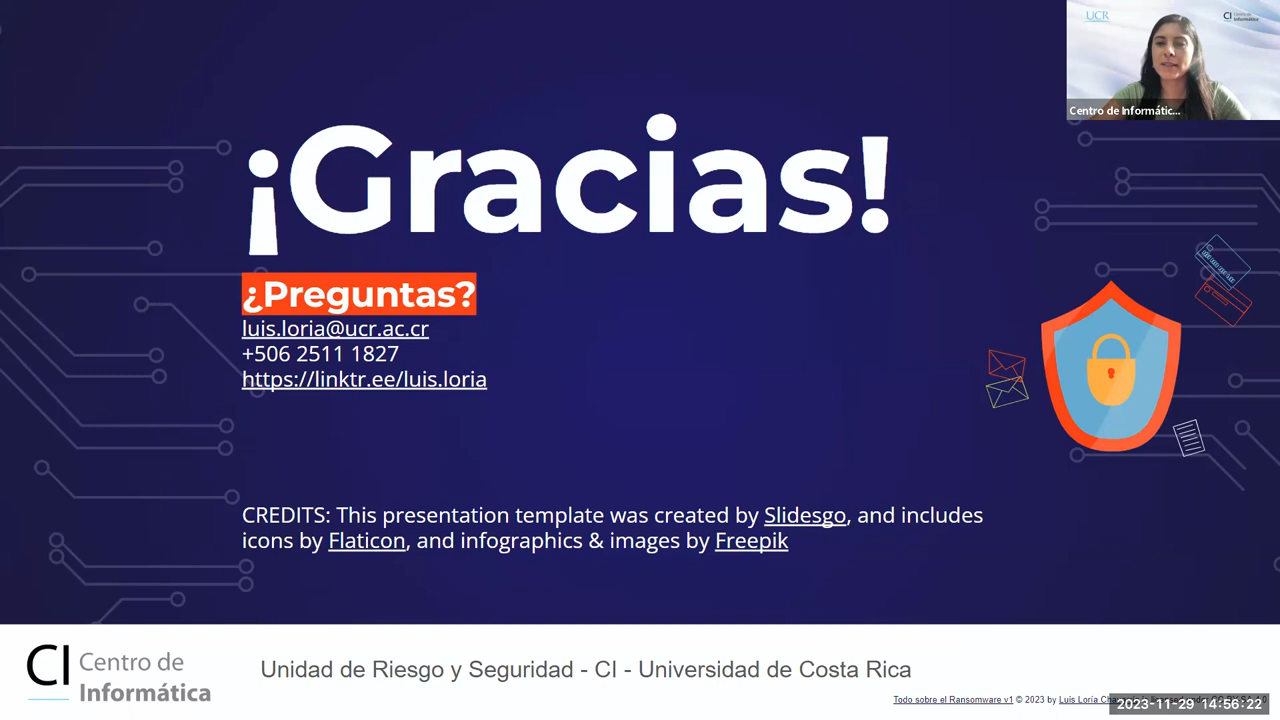 UCR
CI Centro de
Informática
Centro de Informátic...
¡Gracias!
¿Preguntas?
luis.loria@ucr.ac.cr
+506 2511 1827
https://linktr.ee/luis.loria
CREDITS: This presentation template was created by Slidesgo, and includes
icons by Flaticon, and infographics & images by Freepik
CI Centro de
Informática
Unidad de Riesgo y Seguridad - CI - Universidad de Costa Rica
Todo sobre el Ransomware v1 © 2023 by Luis Loría
2023-11-29 14:56:22